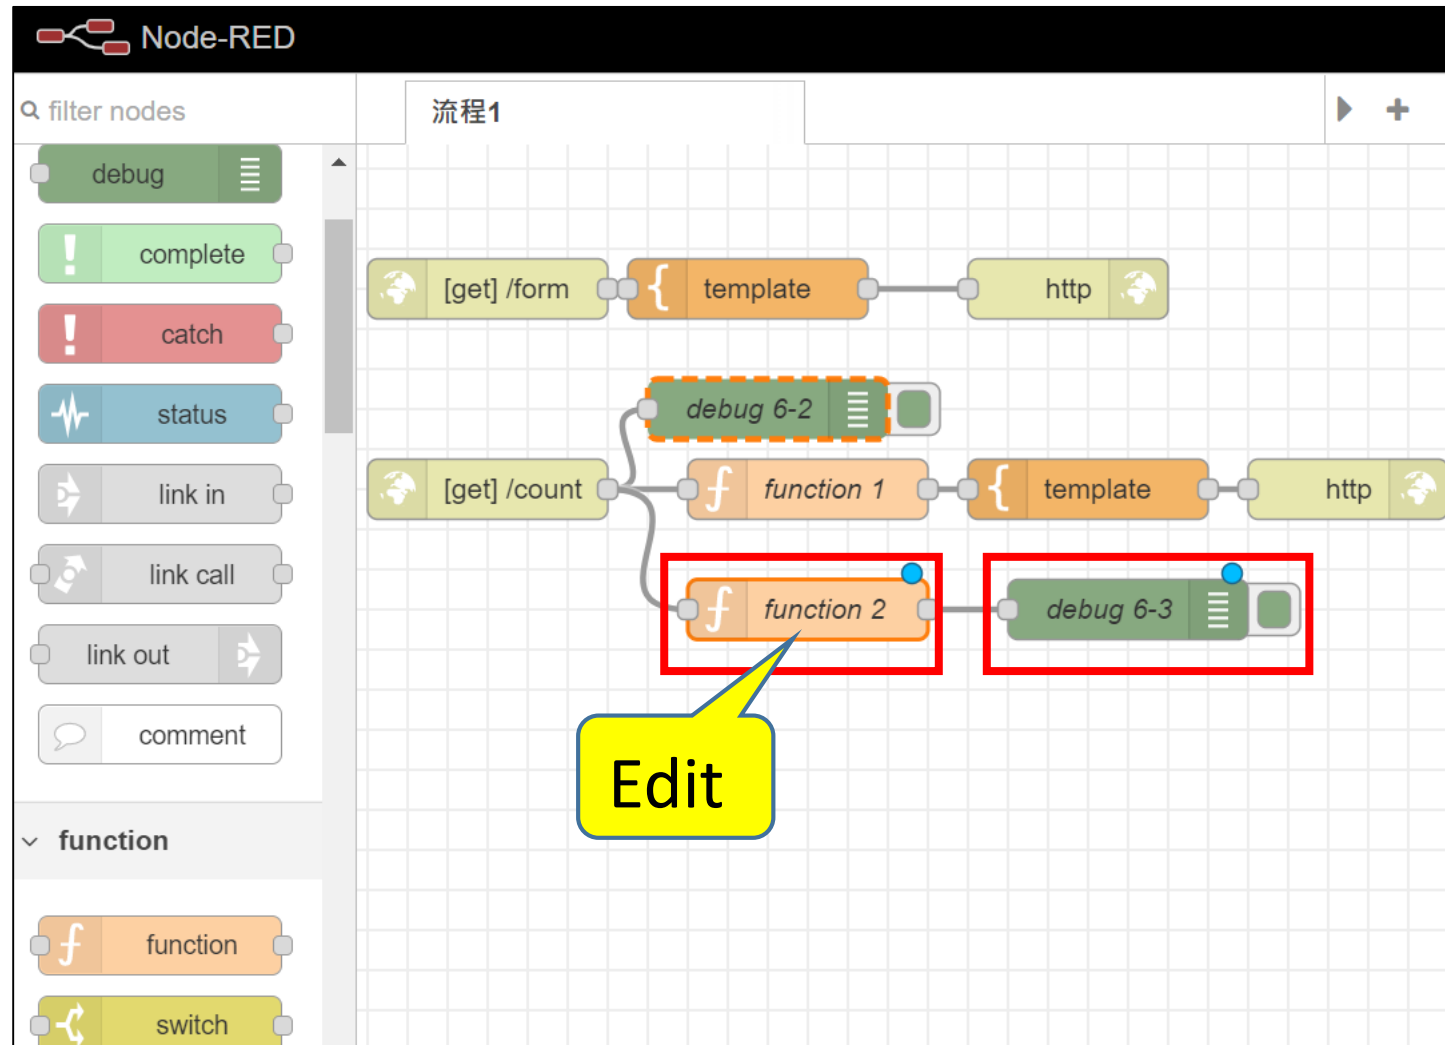 Node-RED
filter nodes
流程1
debug
complete
catch
status
link in
link call
link out
comment
function
function
switch
[get] /form
template
http
debug 6-2
[get] /count
function 1
template
http
function 2
debug 6-3
Edit